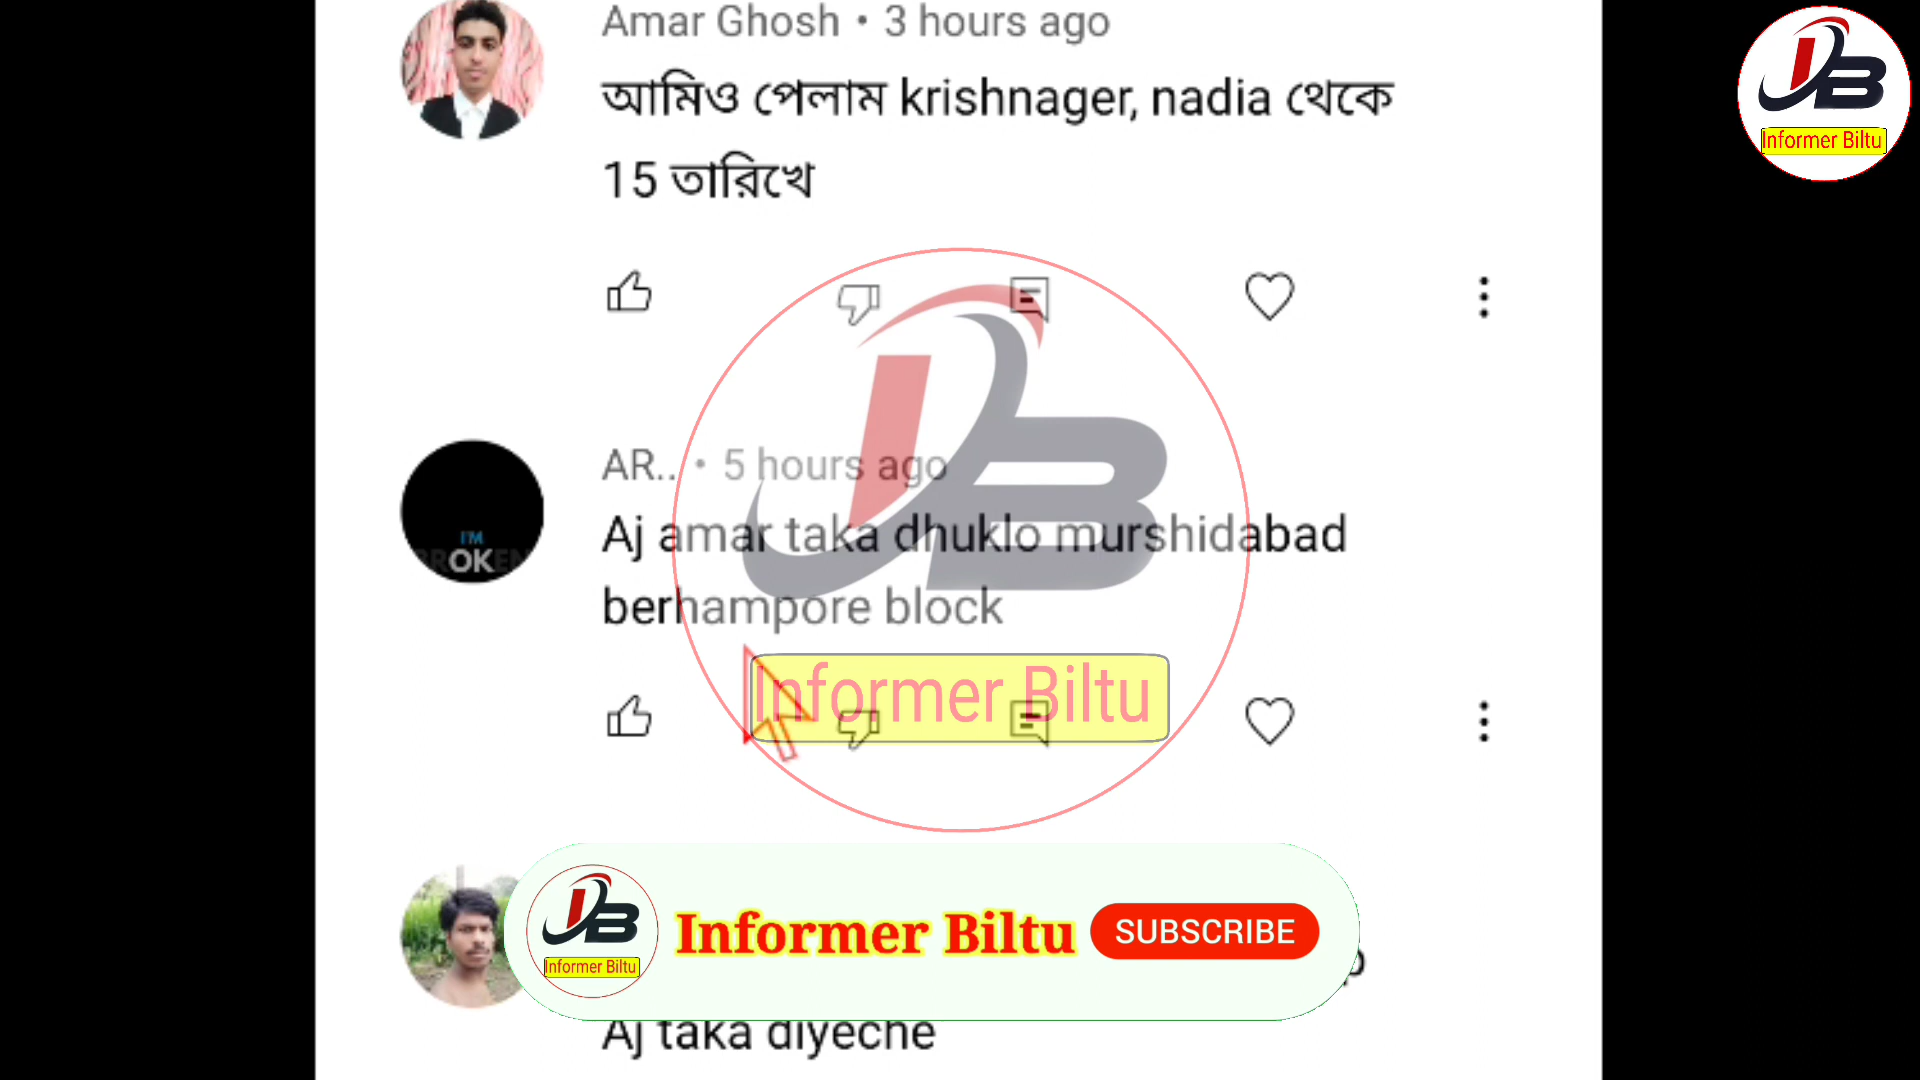 Amar Ghosh • 3 hours ago
আমিও পেলাম krishnager, nadia থেকে
15 তারিখে
Informer Biltu
AR.. • 5 hours ago
Aj amar taka dhuklo murshidabad
berhampore block
I'M
BROKEN
Informer Biltu
Informer Biltu
Informer Biltu
SUBSCRIBE
Aj taka diyeche